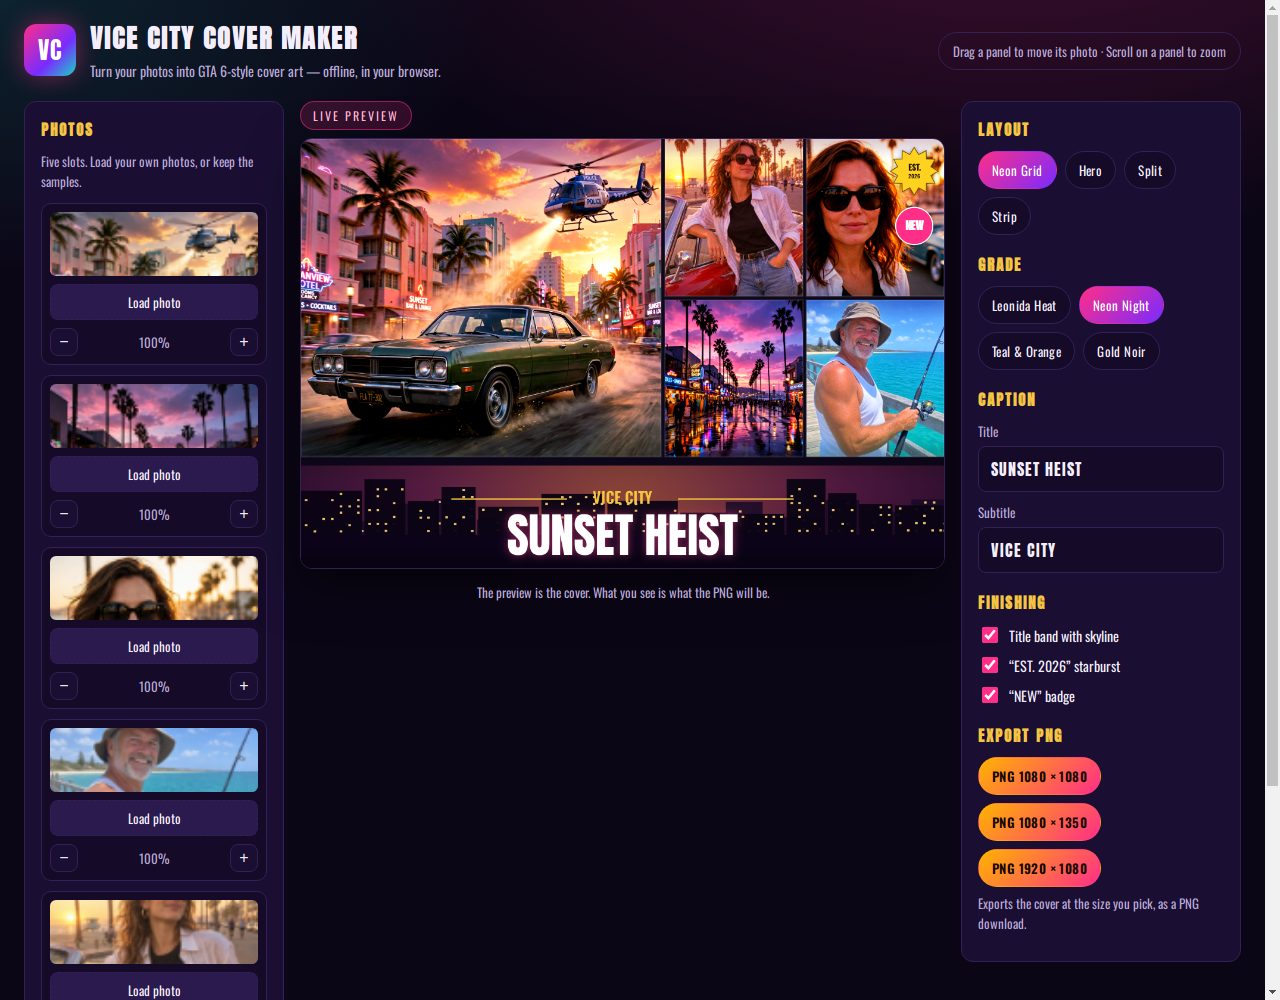 VC
VICE CITY COVER MAKER
Turn your photos into GTA 6-style cover art — offline, in your browser.
Drag a panel to move its photo · Scroll on a panel to zoom
PHOTOS
Five slots. Load your own photos, or keep the
samples.
Load photo
− 100% +
Load photo
− 100% +
Load photo
− 100% +
Load photo
− 100% +
Load photo
LIVE PREVIEW
POLICE
SUNSET
BAR & LOUNGE
EST.
2026
NEW
VICE CITY
SUNSET HEIST
The preview is the cover. What you see is what the PNG will be.
LAYOUT
Neon Grid
Hero
Split
Strip
GRADE
Leonida Heat
Neon Night
Teal & Orange
Gold Noir
CAPTION
Title
SUNSET HEIST
Subtitle
VICE CITY
FINISHING
Title band with skyline
“EST. 2026” starburst
“NEW” badge
EXPORT PNG
PNG 1080 × 1080
PNG 1080 × 1350
PNG 1920 × 1080
Exports the cover at the size you pick, as a PNG
download.